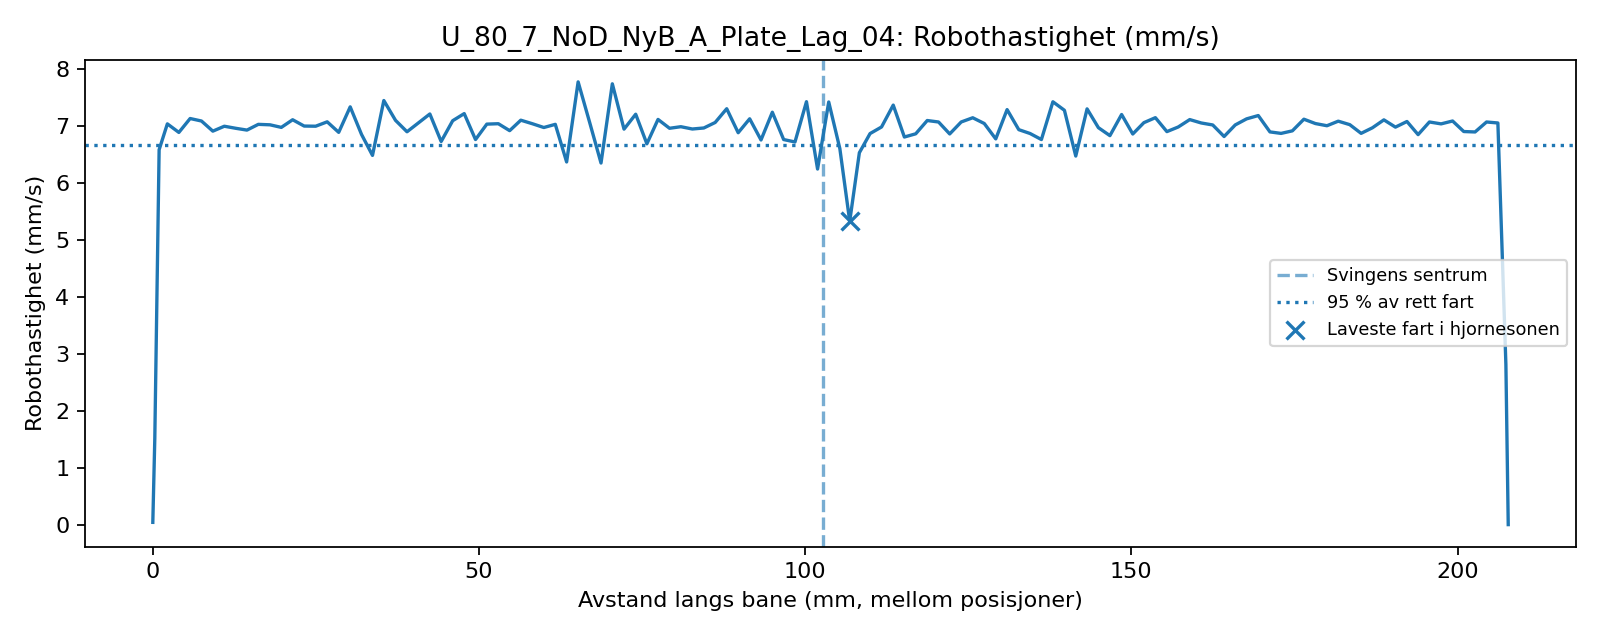 U_80_7_NoD_NyB_A_Plate_Lag_04: Robothastighet (mm/s)
Robothastighet (mm/s)
8
7
6
5
4
3
2
1
0
Svingens sentrum
95 % av rett fart
Laveste fart i hjornesonen
0 50 100 150 200
Avstand langs bane (mm, mellom posisjoner)